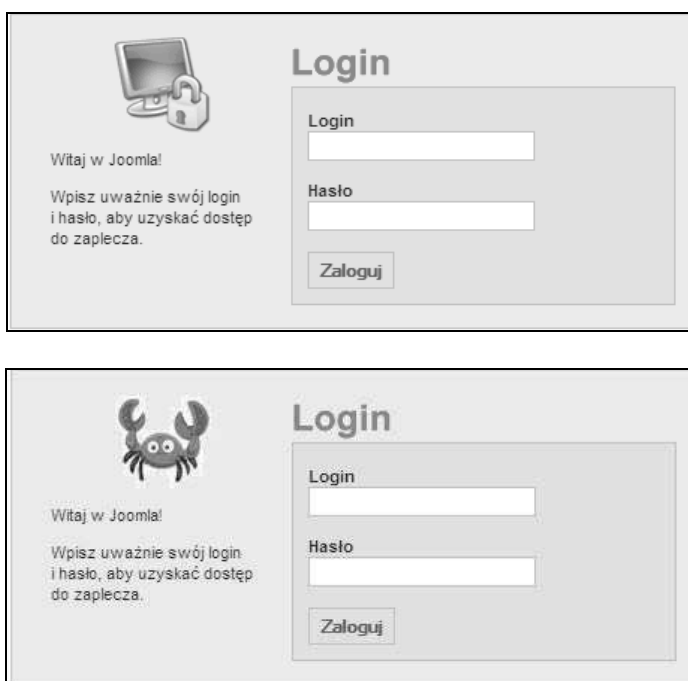 Login
Login
Witaj w Joomla!
Hasło
Wpisz uważnie swój login
i hasło, aby uzyskać dostęp
do zaplecza.
Zaloguj
Login
Login
Witaj w Joomla!
Hasło
Wpisz uważnie swój login
i hasło, aby uzyskać dostęp
do zaplecza.
Zaloguj